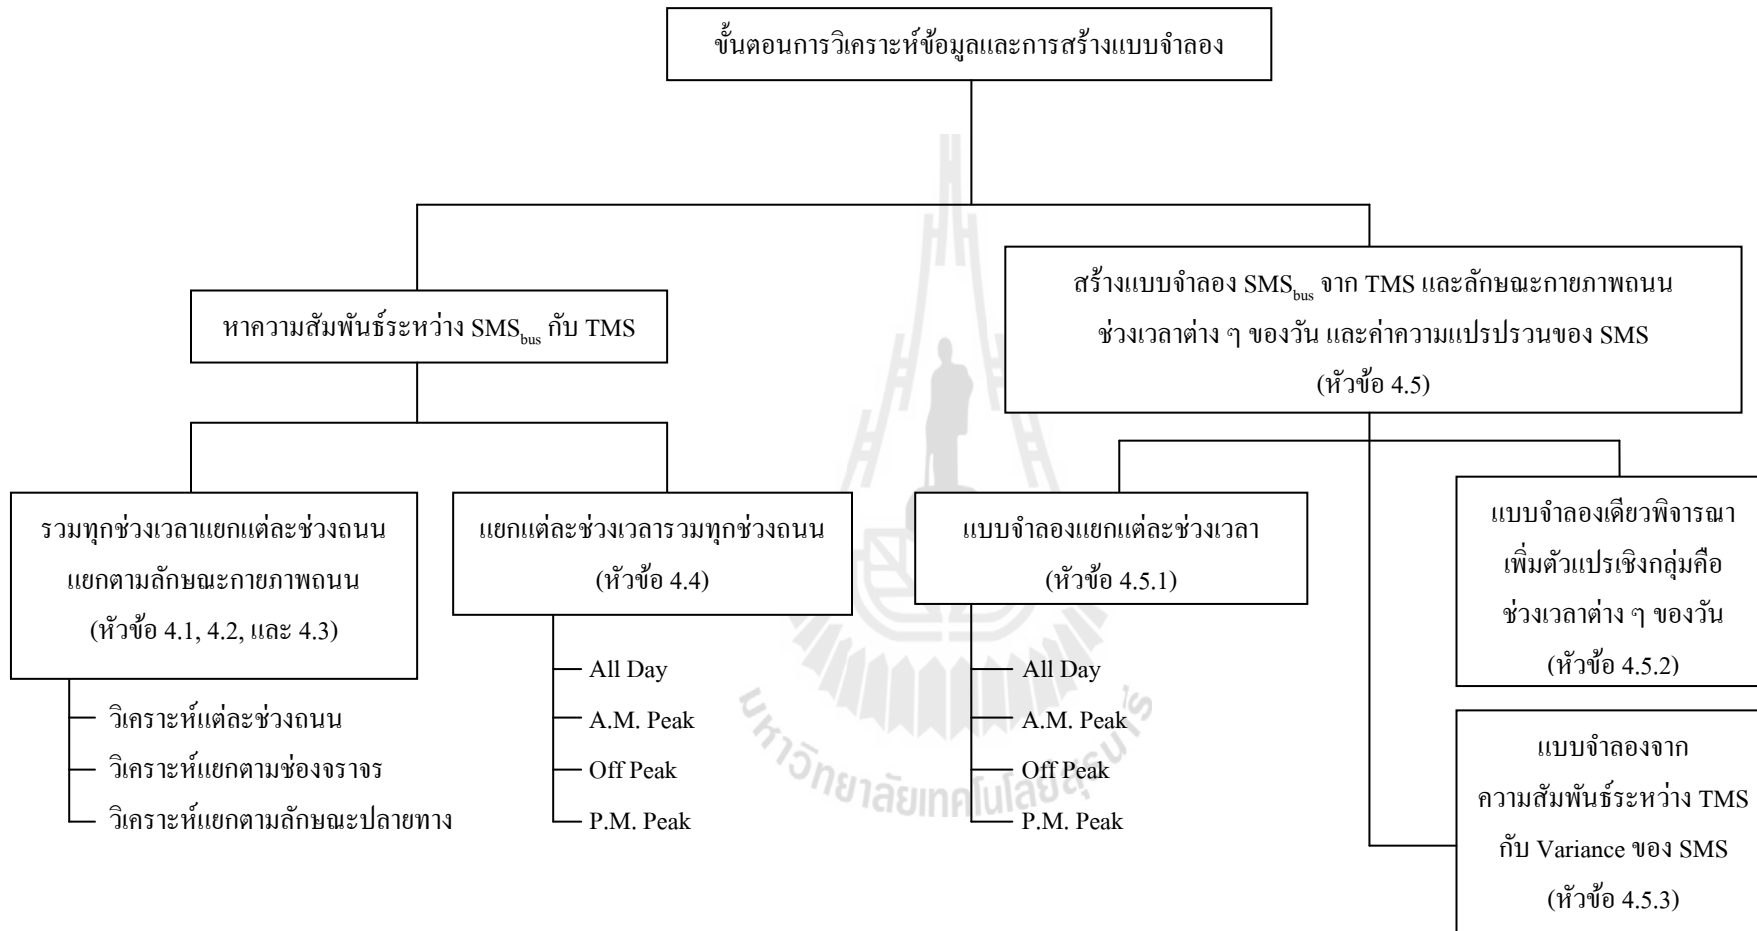 ขั้นตอนการวิเคราะห์ข้อมูลและการสร้างแบบจำลอง
หาความสัมพันธ์ระหว่าง SMSbus กับ TMS
สร้างแบบจำลอง SMSbus จาก TMS และลักษณะกายภาพถนน
ช่วงเวลาต่าง ๆ ของวัน และค่าความแปรปรวนของ SMS
(หัวข้อ 4.5)
รวมทุกช่วงเวลาแยกแต่ละช่วงถนน
แยกตามลักษณะกายภาพถนน
(หัวข้อ 4.1, 4.2, และ 4.3)
วิเคราะห์แต่ละช่วงถนน
วิเคราะห์แยกตามช่องจราจร
วิเคราะห์แยกตามลักษณะปลายทาง
แยกแต่ละช่วงเวลารวมทุกช่วงถนน
(หัวข้อ 4.4)
All Day
A.M. Peak
Off Peak
P.M. Peak
แบบจำลองแยกแต่ละช่วงเวลา
(หัวข้อ 4.5.1)
All Day
A.M. Peak
Off Peak
P.M. Peak
แบบจำลองเดียวพิจารณา
เพิ่มตัวแปรเชิงกลุ่มคือ
ช่วงเวลาต่าง ๆ ของวัน
(หัวข้อ 4.5.2)
แบบจำลองจาก
ความสัมพันธ์ระหว่าง TMS
กับ Variance ของ SMS
(หัวข้อ 4.5.3)
มหาวิทยาลัยเทคโนโลยีสุรนารี